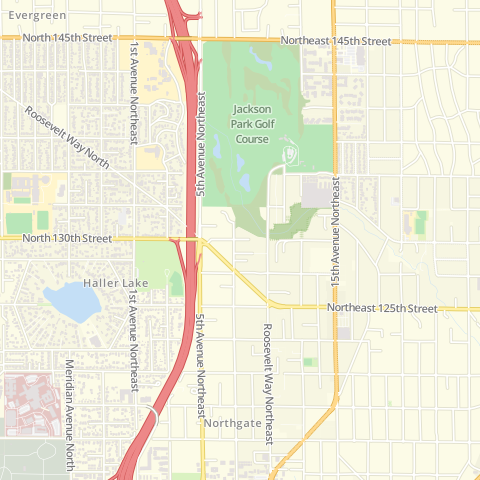 Evergreen
North 145th Street
Northeast 145th Street
1st Avenue Northeast
5th Avenue Northeast
Jackson
Park Golf
Course
Roosevelt Way North
15th Avenue Northeast
North 130th Street
Haller Lake
1st Avenue Northeast
Northeast 125th Street
5th Avenue Northeast
Roosevelt Way Northeast
Meridian Avenue North
Northgate